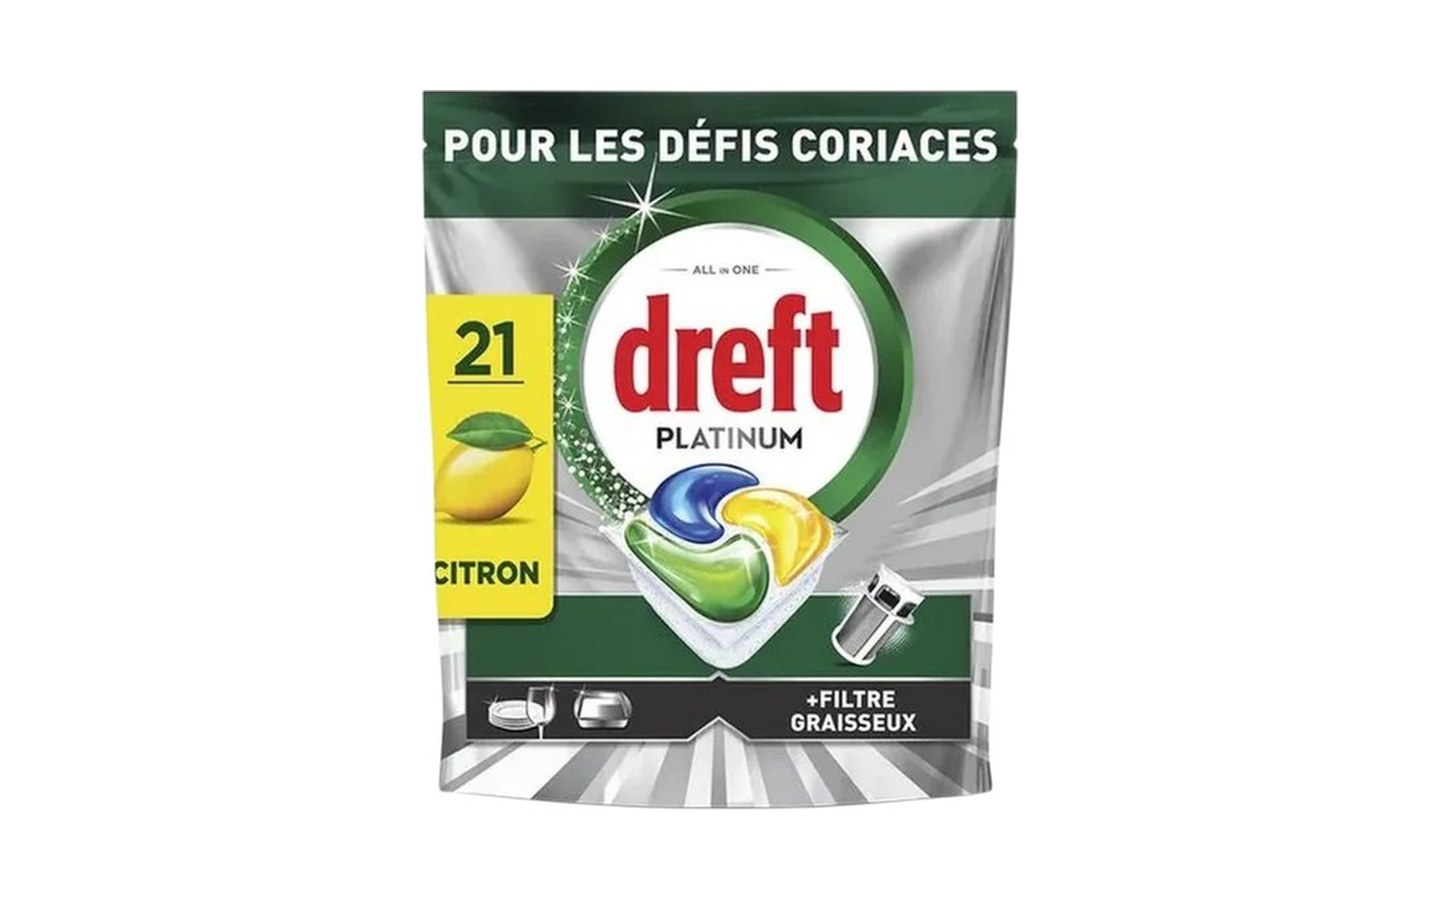 POUR LES DÉFIS CORIACES
ALL IN ONE
dreft
PLATINUM
21
CITRON
+FILTRE
GRAISSEUX